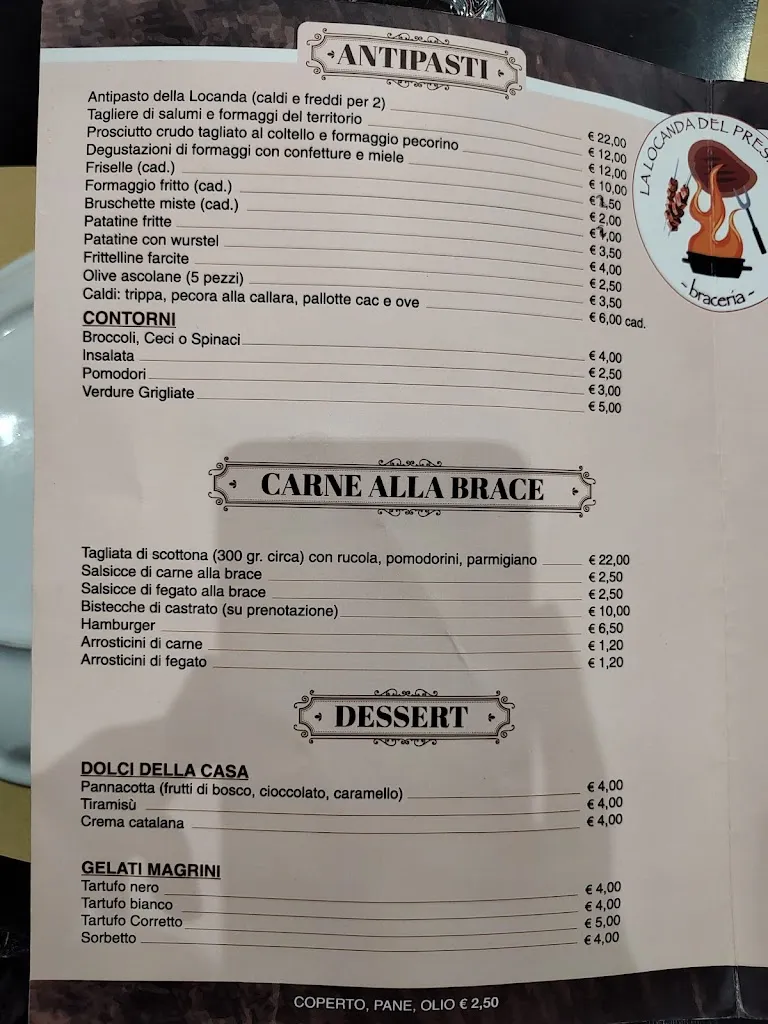 ANTIPASTI
Antipasto della Locanda (caldi e freddi per 2) € 22,00
Tagliere di salumi e formaggi del territorio € 12,00
Prosciutto crudo tagliato al coltello e formaggio pecorino € 12,00
Degustazioni di formaggi con confetture e miele € 10,00
Friselle (cad.) € ,50
Formaggio fritto (cad.) € 2,00
Bruschette miste (cad.) € ,00
Patatine fritte € 3,50
Patatine con wurstel € 4,00
Frittelline farcite € 2,50
Olive ascolane (5 pezzi) € 3,50
Caldi: trippa, pecora alla callara, pallotte cac e ove € 6,00 cad.
LA LOCANDA DEL
- braceria -
CONTORNI
Broccoli, Ceci o Spinaci € 4,00
Insalata € 2,50
Pomodori € 3,00
Verdure Grigliate € 5,00
CARNE ALLA BRACE
Tagliata di scottona (300 gr. circa) con rucola, pomodorini, parmigiano € 22,00
Salsicce di carne alla brace € 2,50
Salsicce di fegato alla brace € 2,50
Bistecche di castrato (su prenotazione) € 10,00
Hamburger € 6,50
Arrosticini di carne € 1,20
Arrosticini di fegato € 1,20
DESSERT
DOLCI DELLA CASA
Pannacotta (frutti di bosco, cioccolato, caramello) € 4,00
Tiramisù € 4,00
Crema catalana € 4,00
GELATI MAGRINI
Tartufo nero € 4,00
Tartufo bianco € 4,00
Tartufo Corretto € 5,00
Sorbetto € 4,00
COPERTO, PANE, OLIO € 2,50